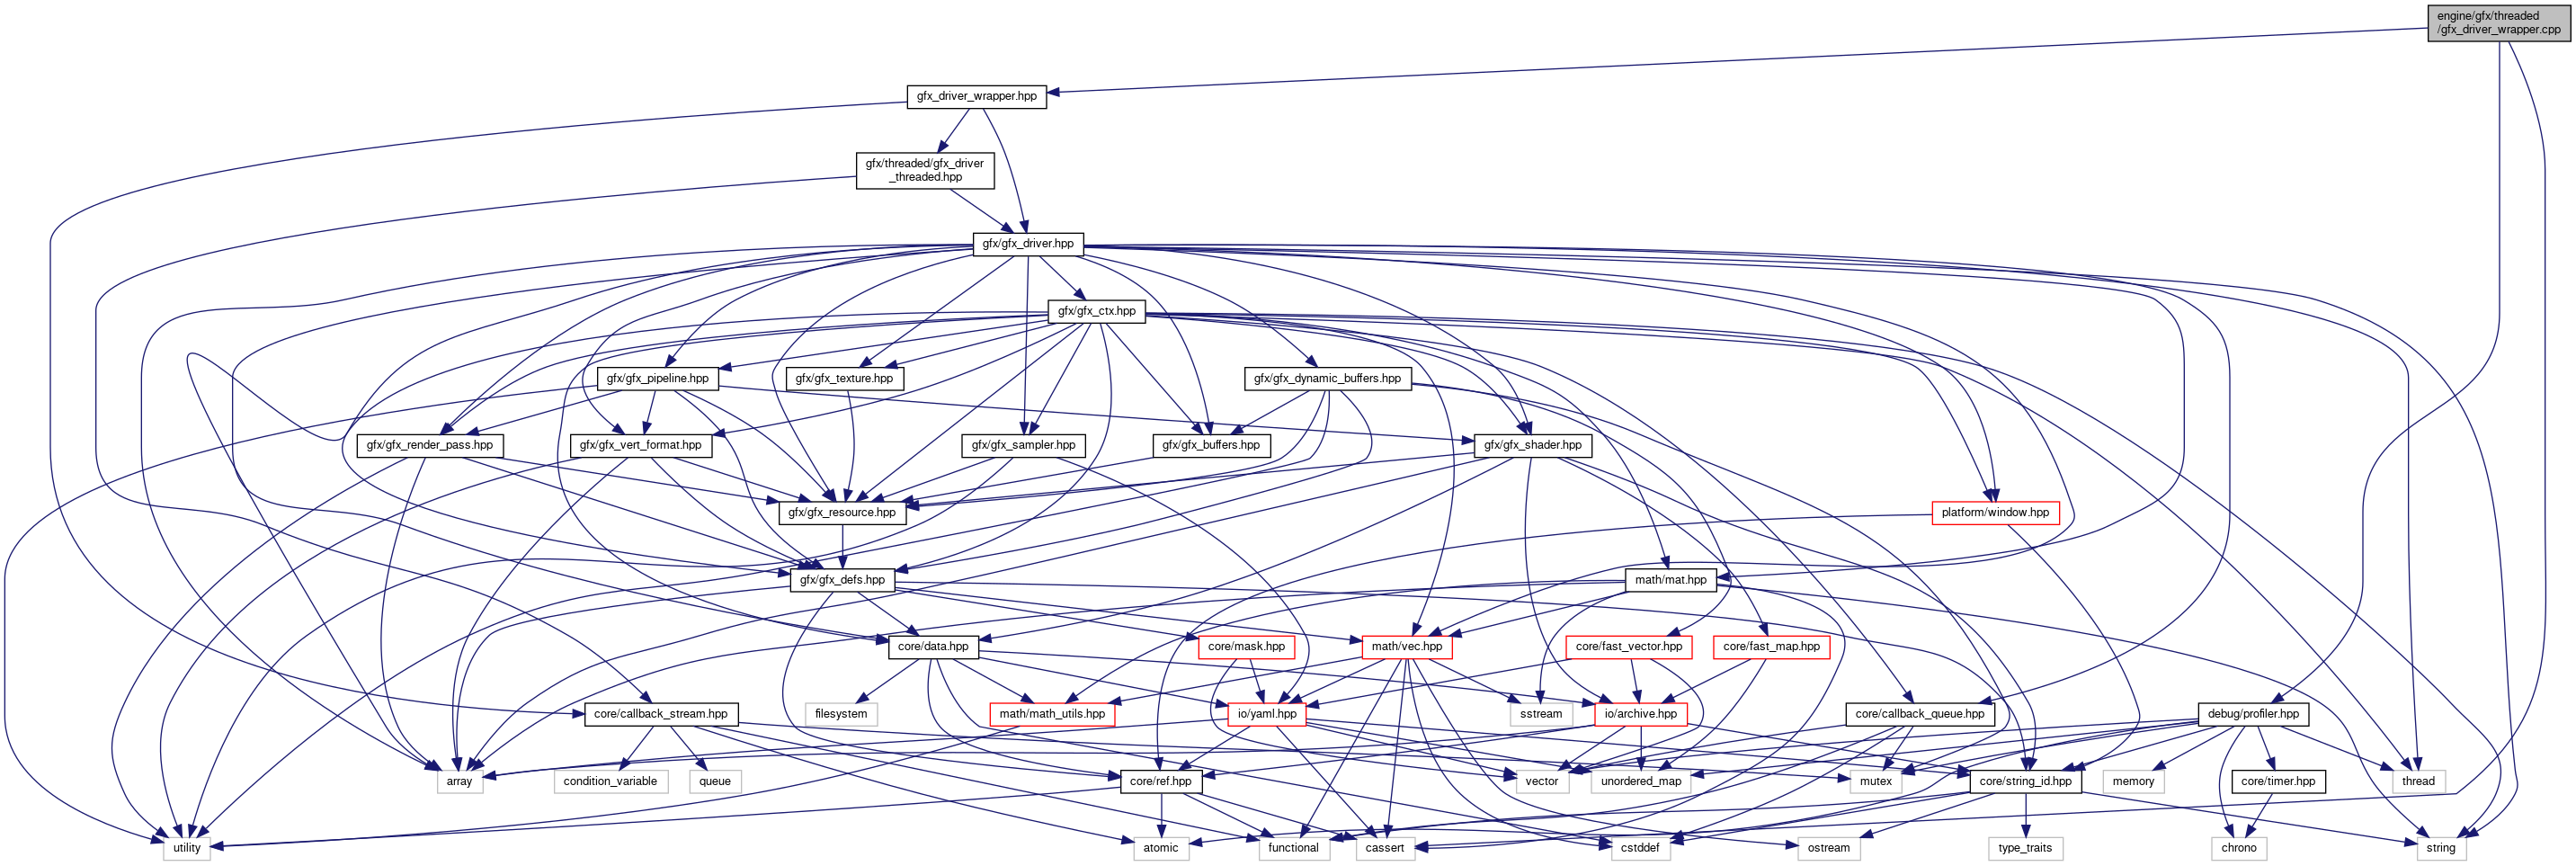 engine/gfx/threaded
/gfx_driver_wrapper.cpp
gfx_driver_wrapper.hpp
gfx/threaded/gfx_driver
_threaded.hpp
gfx/gfx_driver.hpp
gfx/gfx_ctx.hpp
gfx/gfx_pipeline.hpp
gfx/gfx_texture.hpp
gfx/gfx_dynamic_buffers.hpp
gfx/gfx_render_pass.hpp
gfx/gfx_vert_format.hpp
gfx/gfx_sampler.hpp
gfx/gfx_buffers.hpp
gfx/gfx_shader.hpp
gfx/gfx_resource.hpp
platform/window.hpp
gfx/gfx_defs.hpp
math/mat.hpp
core/data.hpp
core/mask.hpp
math/vec.hpp
core/fast_vector.hpp
core/fast_map.hpp
core/callback_stream.hpp
filesystem
math/math_utils.hpp
io/yaml.hpp
sstream
io/archive.hpp
core/callback_queue.hpp
debug/profiler.hpp
array
condition_variable
queue
core/ref.hpp
vector
unordered_map
mutex
core/string_id.hpp
memory
core/timer.hpp
thread
utility
atomic
functional
cassert
cstddef
ostream
type_traits
chrono
string